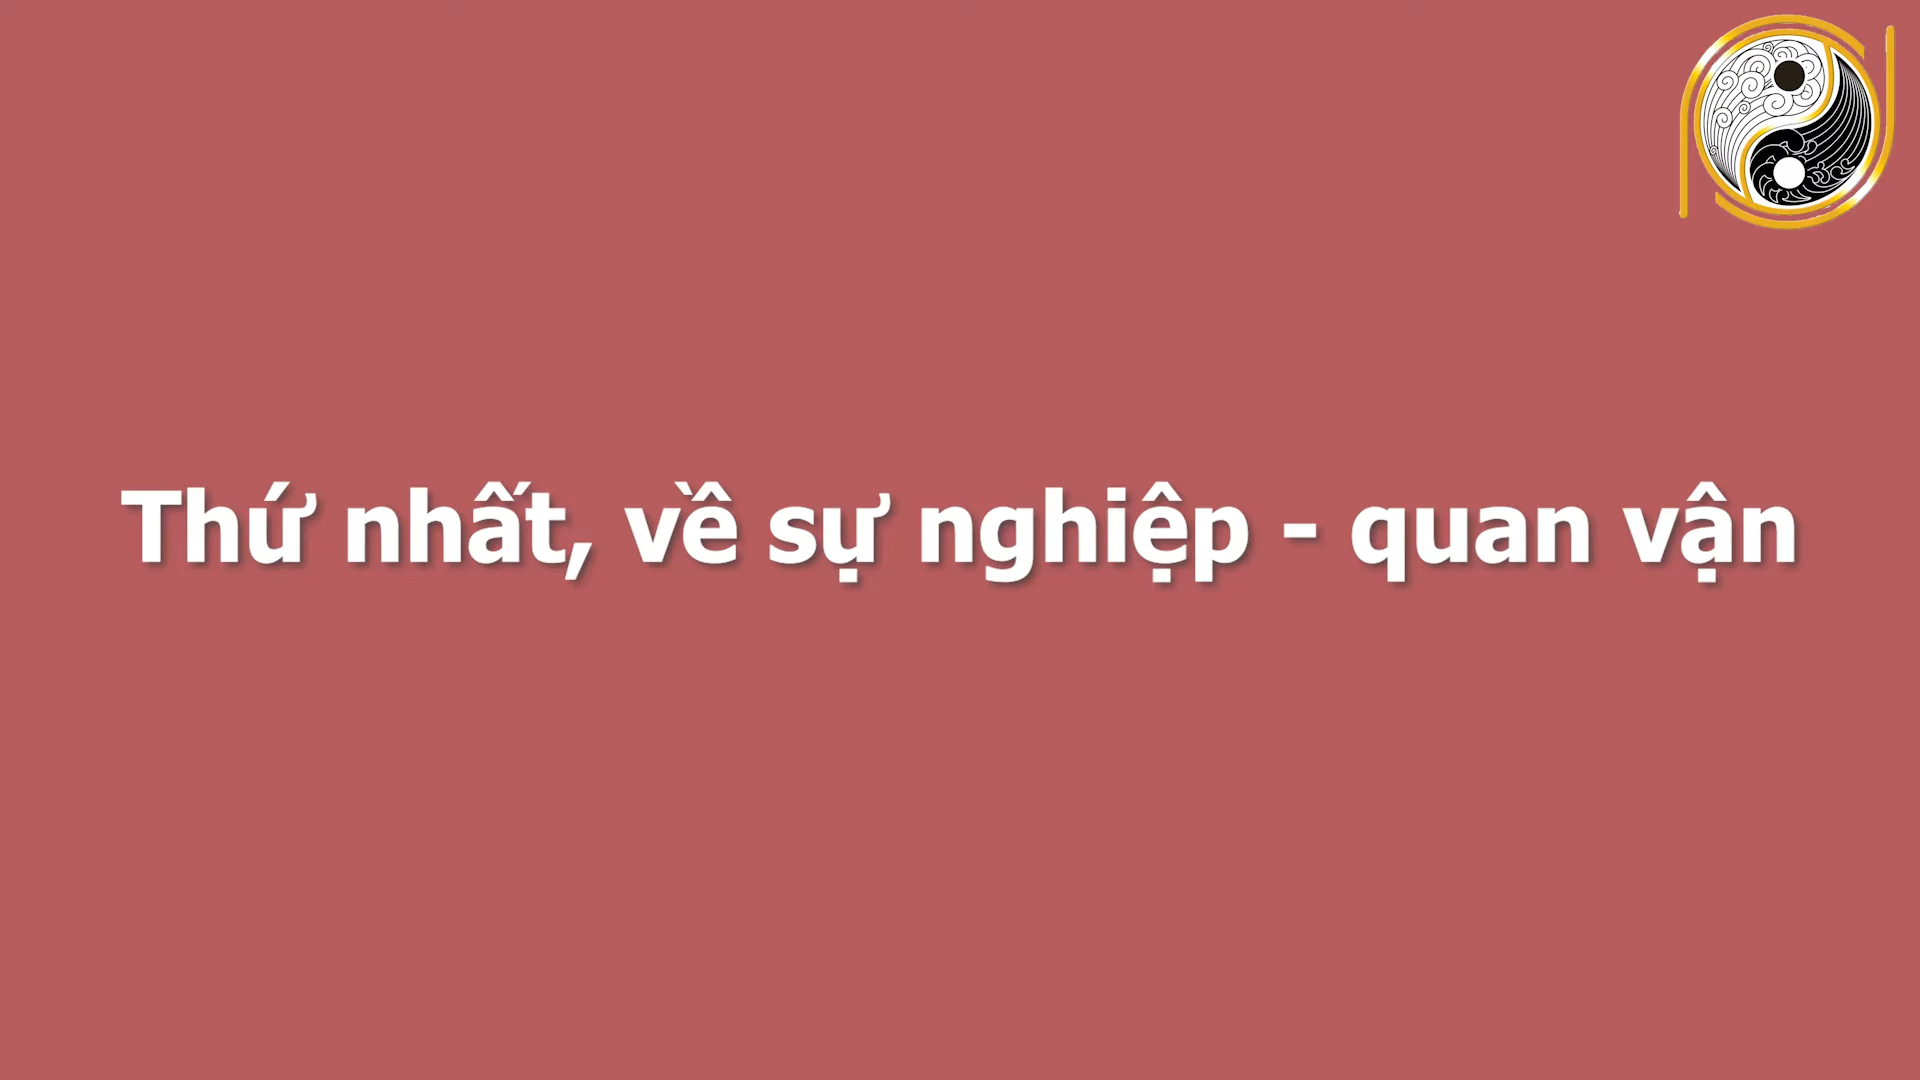 Thứ nhất, về sự nghiệp - quan vận